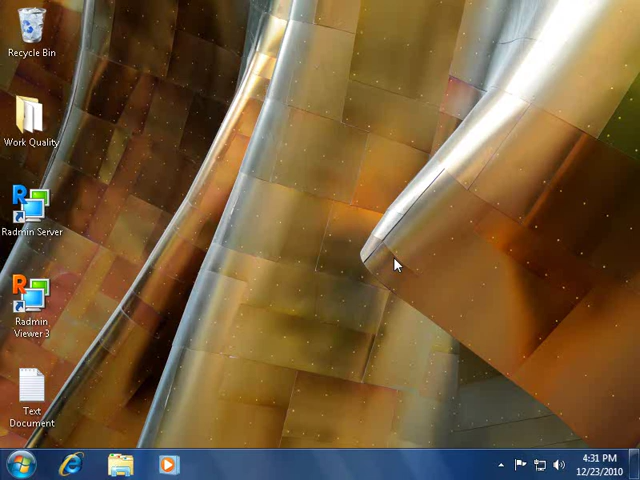 Recycle Bin
Work Quality
Radmin Server
Radmin
Viewer 3
Text
Document
4:31 PM
12/23/2010